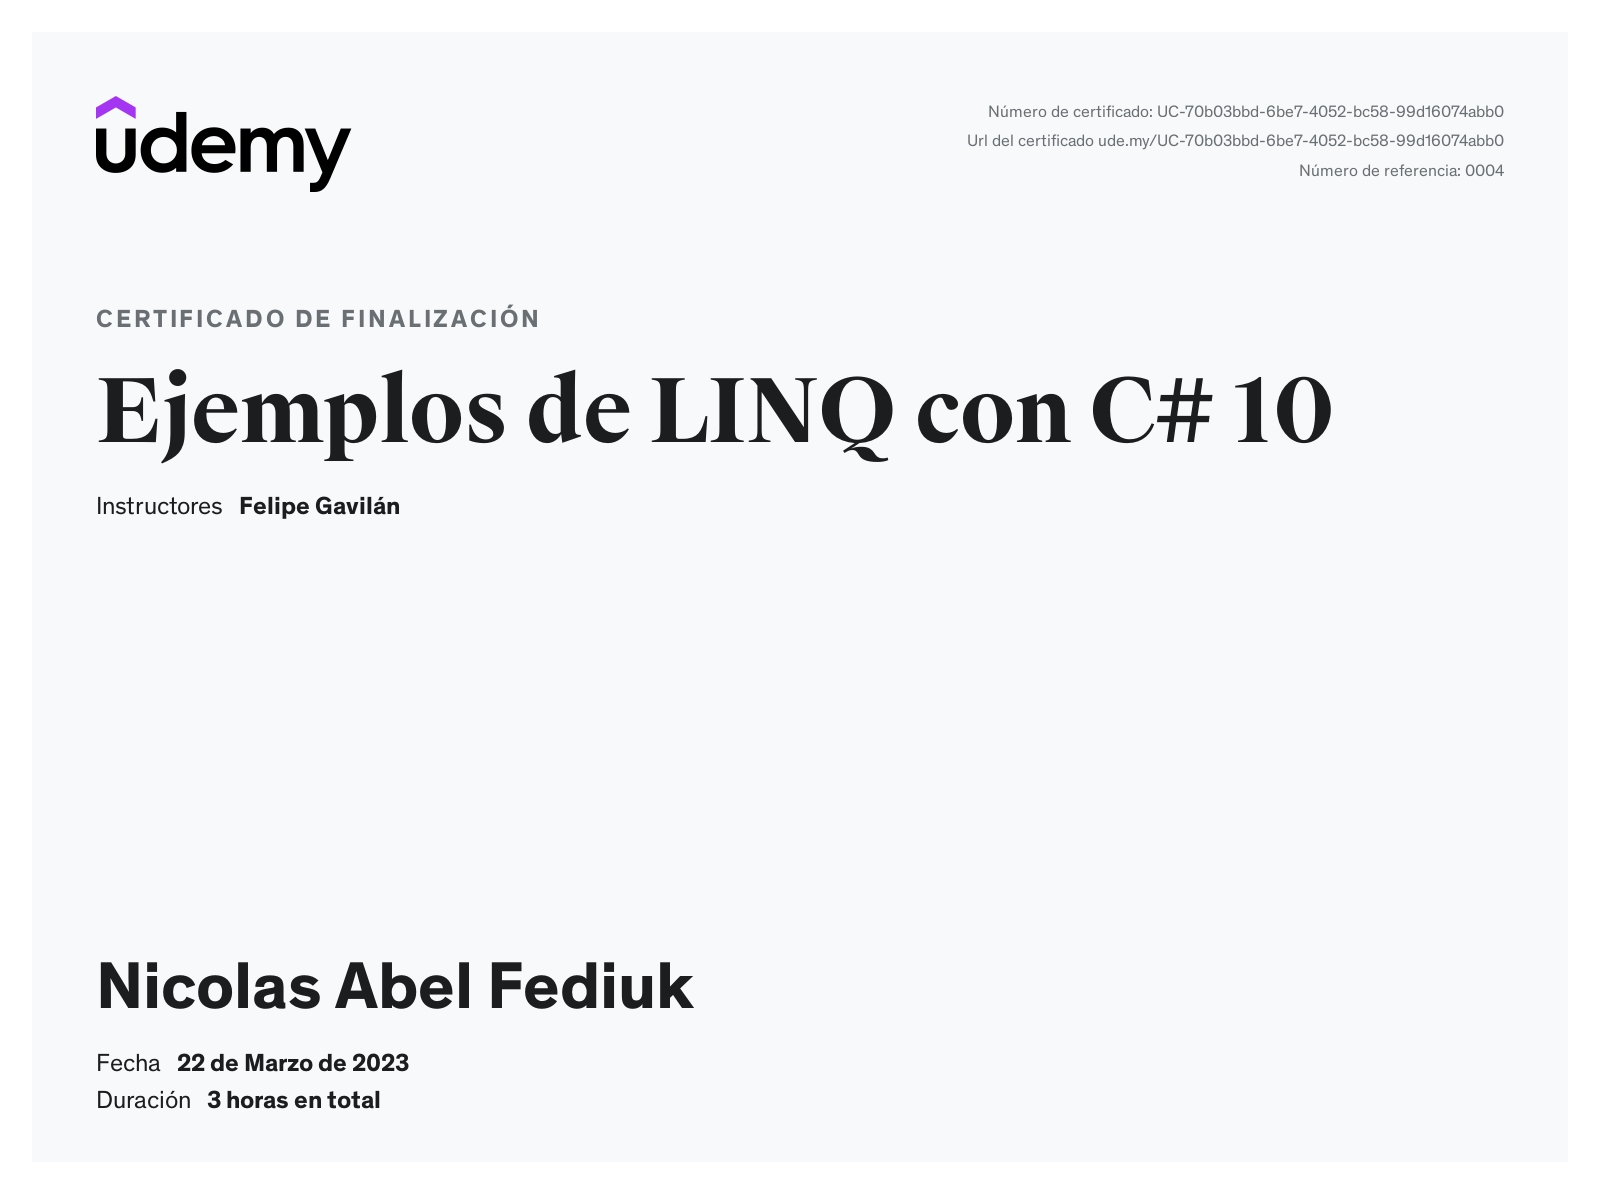 udemy
Número de certificado: UC-70b03bbd-6be7-4052-bc58-99d16074abb0
Url del certificado ude.my/UC-70b03bbd-6be7-4052-bc58-99d16074abb0
Número de referencia: 0004
CERTIFICADO DE FINALIZACIÓN
Ejemplos de LINQ con C# 10
Instructores Felipe Gavilán
Nicolas Abel Fediuk
Fecha 22 de Marzo de 2023
Duración 3 horas en total